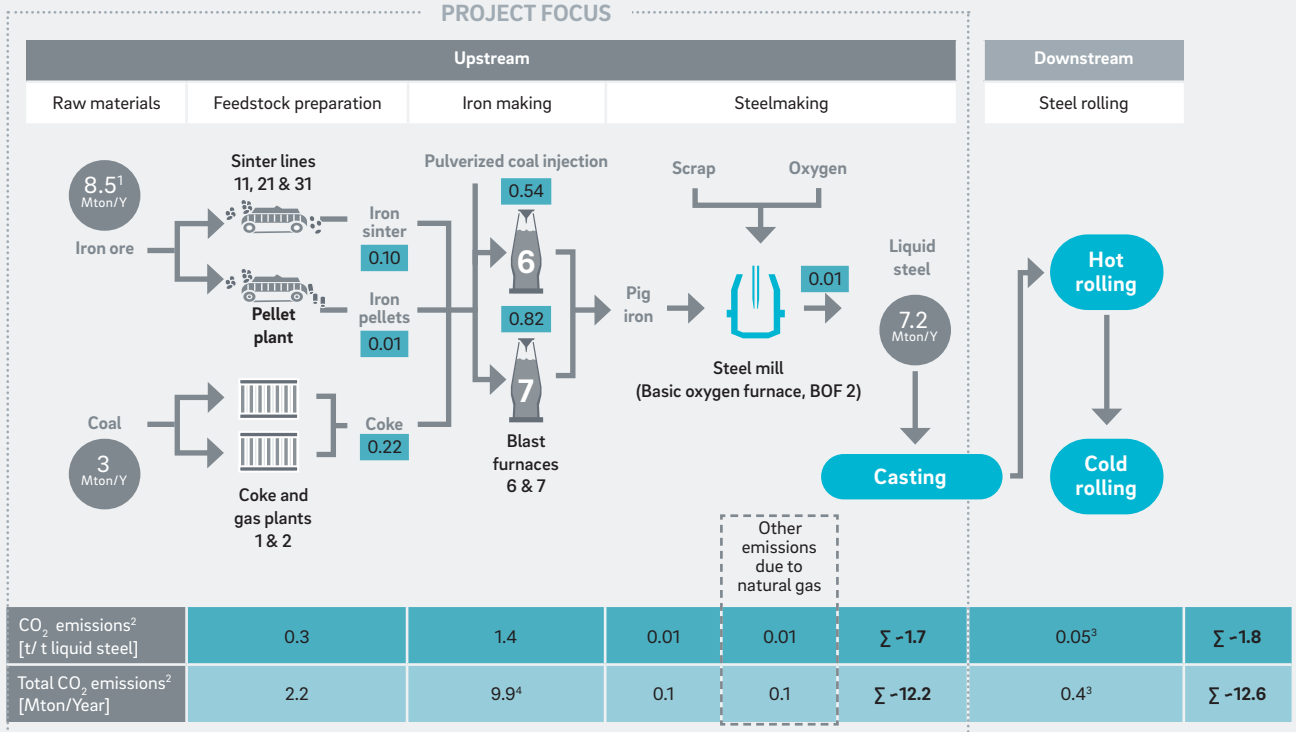 PROJECT FOCUS
Upstream
Downstream
Raw materials
Feedstock preparation
Iron making
Steelmaking
Steel rolling
8.5¹
Mton/Y
Iron ore
Sinter lines
11, 21 & 31
Iron
sinter
0.10
Pellet
plant
Iron
pellets
0.01
Coal
3
Mton/Y
Coke
0.22
Coke and
gas plants
1 & 2
Pulverized coal injection
0.54
6
0.82
7
Blast
furnaces
6 & 7
Pig
iron
Scrap
Oxygen
0.01
Steel mill
(Basic oxygen furnace, BOF 2)
Liquid
steel
7.2
Mton/Y
Casting
Hot
rolling
Cold
rolling
Other
emissions
due to
natural gas
CO₂ emissions²
[t/ t liquid steel]
0.3
1.4
0.01
0.01
∑ ~1.7
0.05³
∑ ~1.8
Total CO₂ emissions²
[Mton/Year]
2.2
9.9⁴
0.1
0.1
∑ ~12.2
0.4³
∑ ~12.6